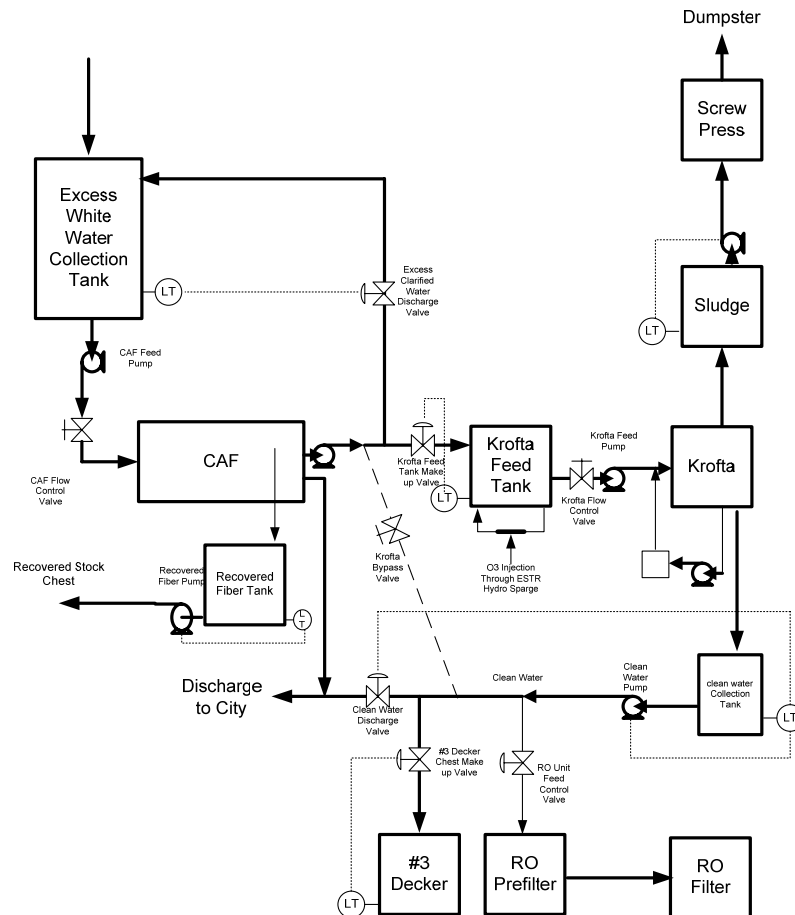 Dumpster
Screw
Press
Excess
White
Water
Collection
Tank
LT
Excess
Clarified
Water
Discharge
Valve
LT
Sludge
CAF Feed
Pump
CAF
CAF Flow
Control
Valve
Krofta Feed
Tank Make
up Valve
LT
Krofta
Feed
Tank
Krofta Feed
Pump
Krofta Flow
Control
Valve
Krofta
Krofta
Bypass
Valve
O3 Injection
Through ESTR
Hydro Sparge
Recovered Stock
Chest
Recovered
Fiber Pump
Recovered
Fiber Tank
L
T
Discharge
to City
Clean Water
Discharge
Valve
Clean Water
Clean
Water
Pump
clean water
Collection
Tank
LT
#3 Decker
Chest Make
up Valve
RO Unit
Feed
Control
Valve
LT
#3
Decker
RO
Prefilter
RO
Filter